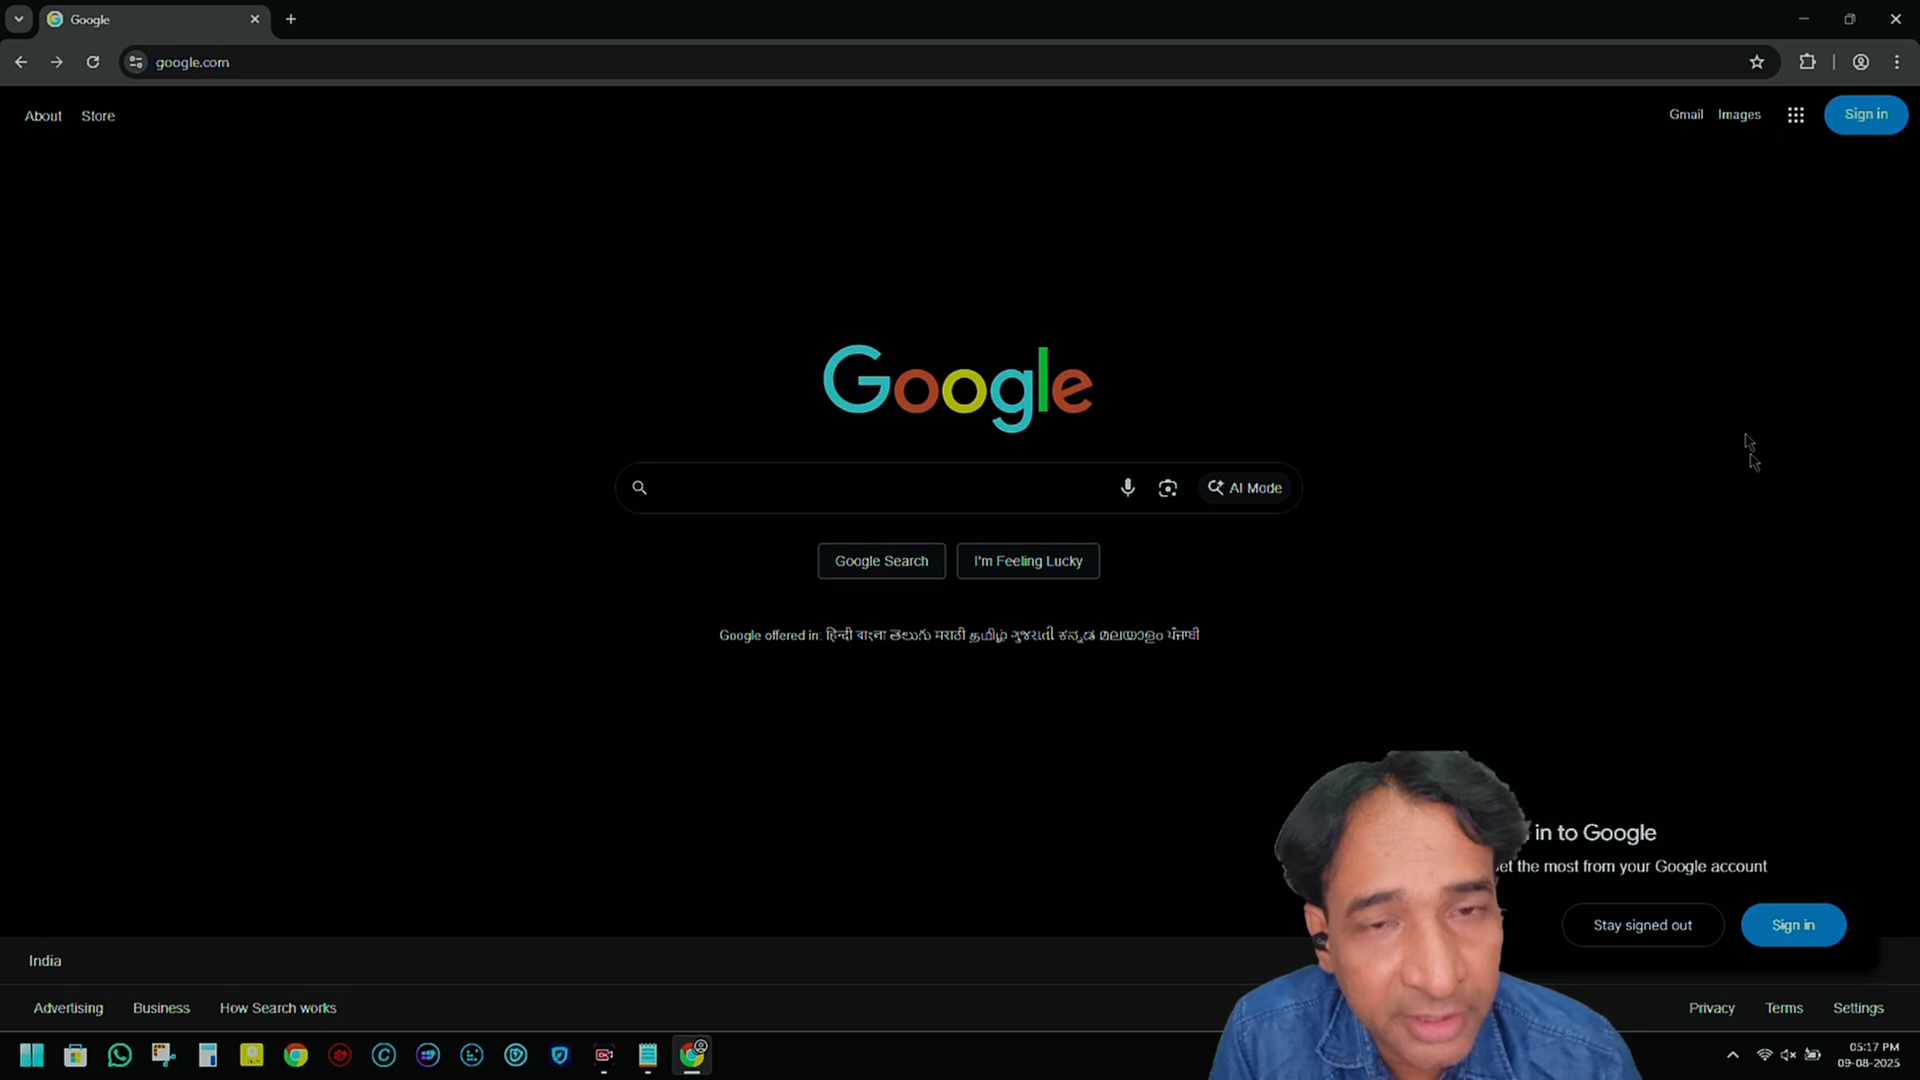 Google
google.com
About Store
Gmail Images Sign in
Google
AI Mode
Google Search I'm Feeling Lucky
Google offered in: हिन्दी বাংলা తెలుగు मराठी தமிழ் ગુજરાતી ಕನ್ನಡ മലയാളം ਪੰਜਾਬੀ
in to Google
the most from your Google account
Stay signed out Sign in
India
Advertising Business How Search works
Privacy Terms Settings
05:17 PM
09-08-2025